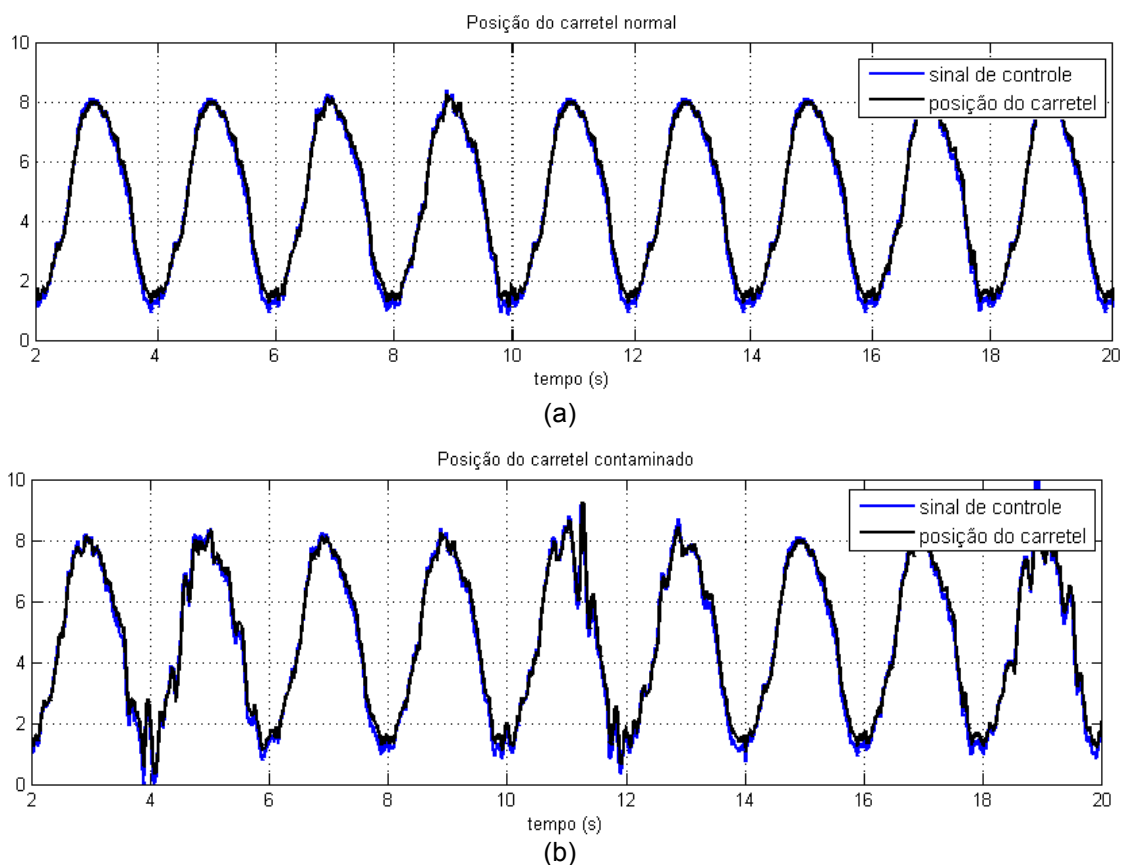 Posição do carretel normal
10
8
6
4
2
0
sinal de controle
posição do carretel
2 4 6 8 10 12 14 16 18 20
tempo (s)
(a)
Posição do carretel contaminado
10
8
6
4
2
0
sinal de controle
posição do carretel
2 4 6 8 10 12 14 16 18 20
tempo (s)
(b)